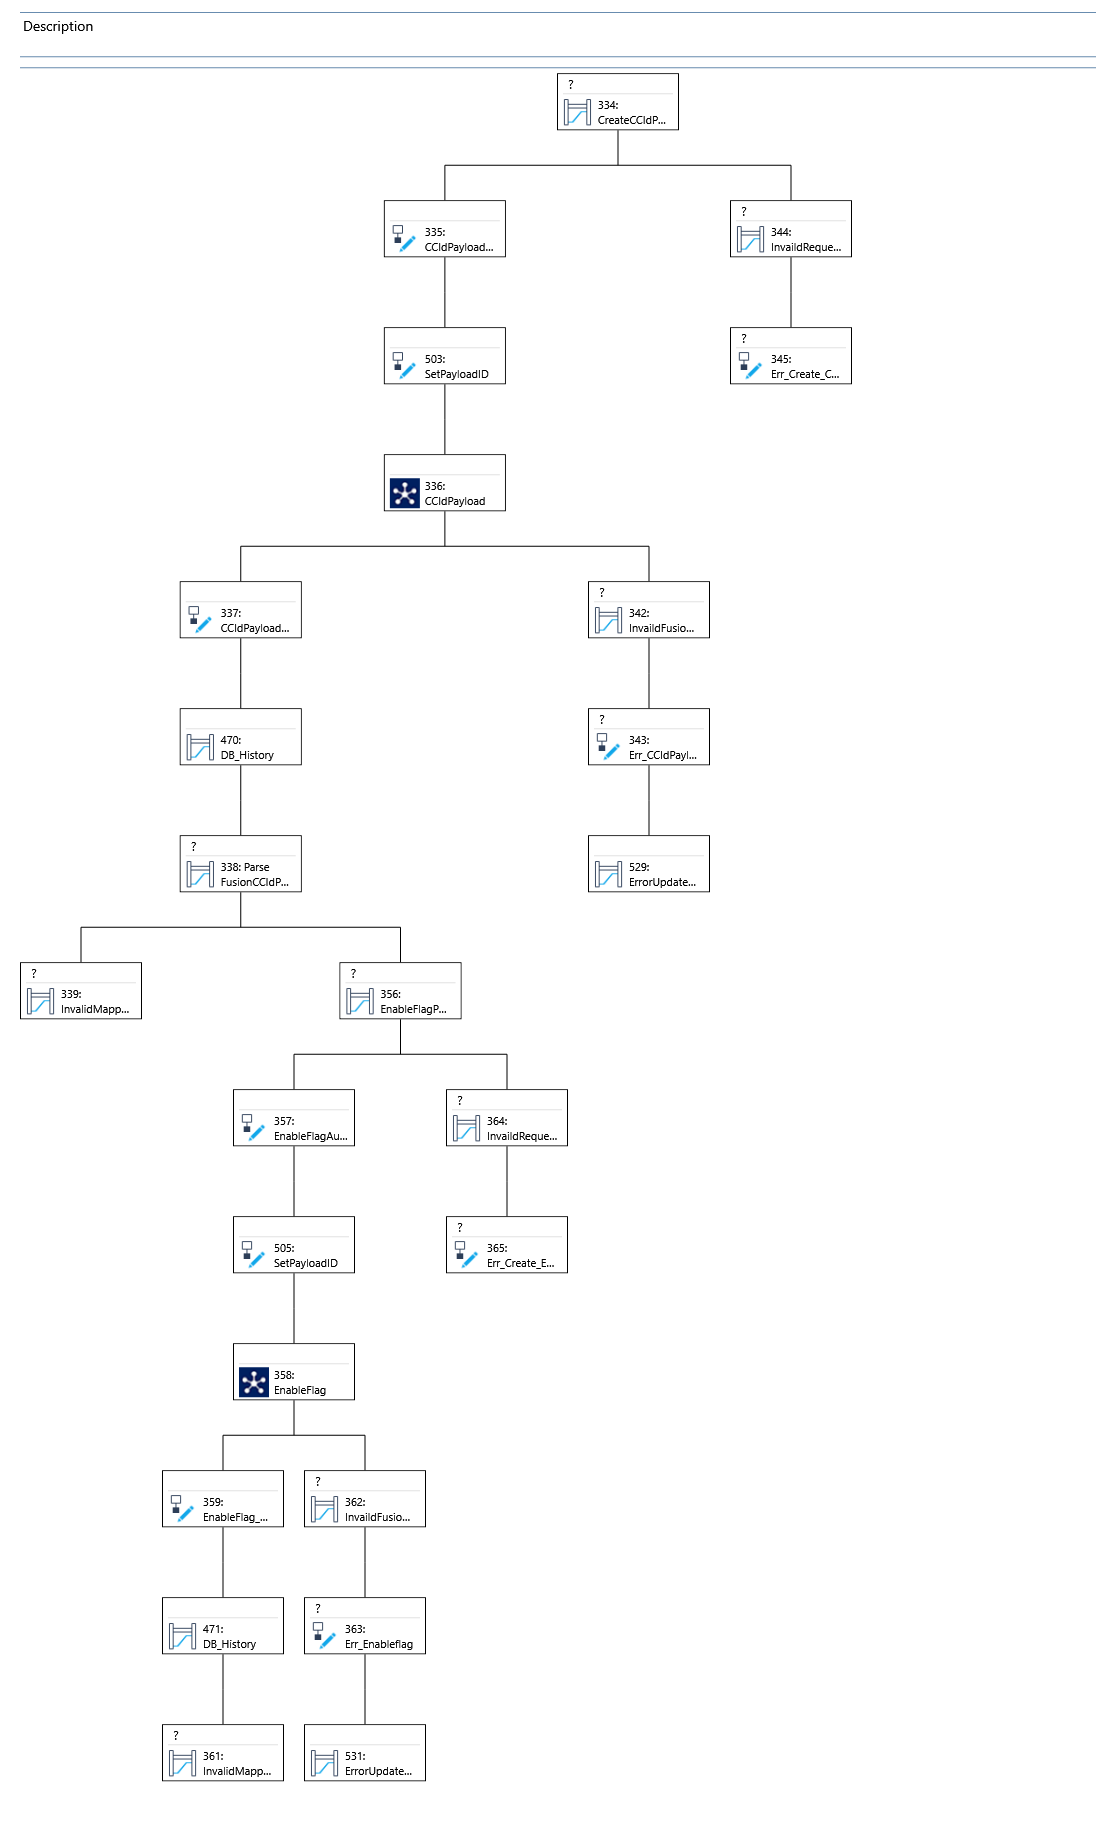 Description
?
334:
CreateCCIdP...
335:
CCIdPayload...
?
344:
InvaildReque...
503:
SetPayloadID
?
345:
Err_Create_C...
336:
CCIdPayload
337:
CCIdPayload...
?
342:
InvaildFusio...
470:
DB_History
?
343:
Err_CCIdPayl...
?
338: Parse
FusionCCIdP...
529:
ErrorUpdate...
?
339:
InvalidMapp...
?
356:
EnableFlagP...
357:
EnableFlagAu...
?
364:
InvaildReque...
505:
SetPayloadID
?
365:
Err_Create_E...
358:
EnableFlag
359:
EnableFlag_...
?
362:
InvaildFusio...
471:
DB_History
?
363:
Err_Enableflag
?
361:
InvalidMapp...
531:
ErrorUpdate...